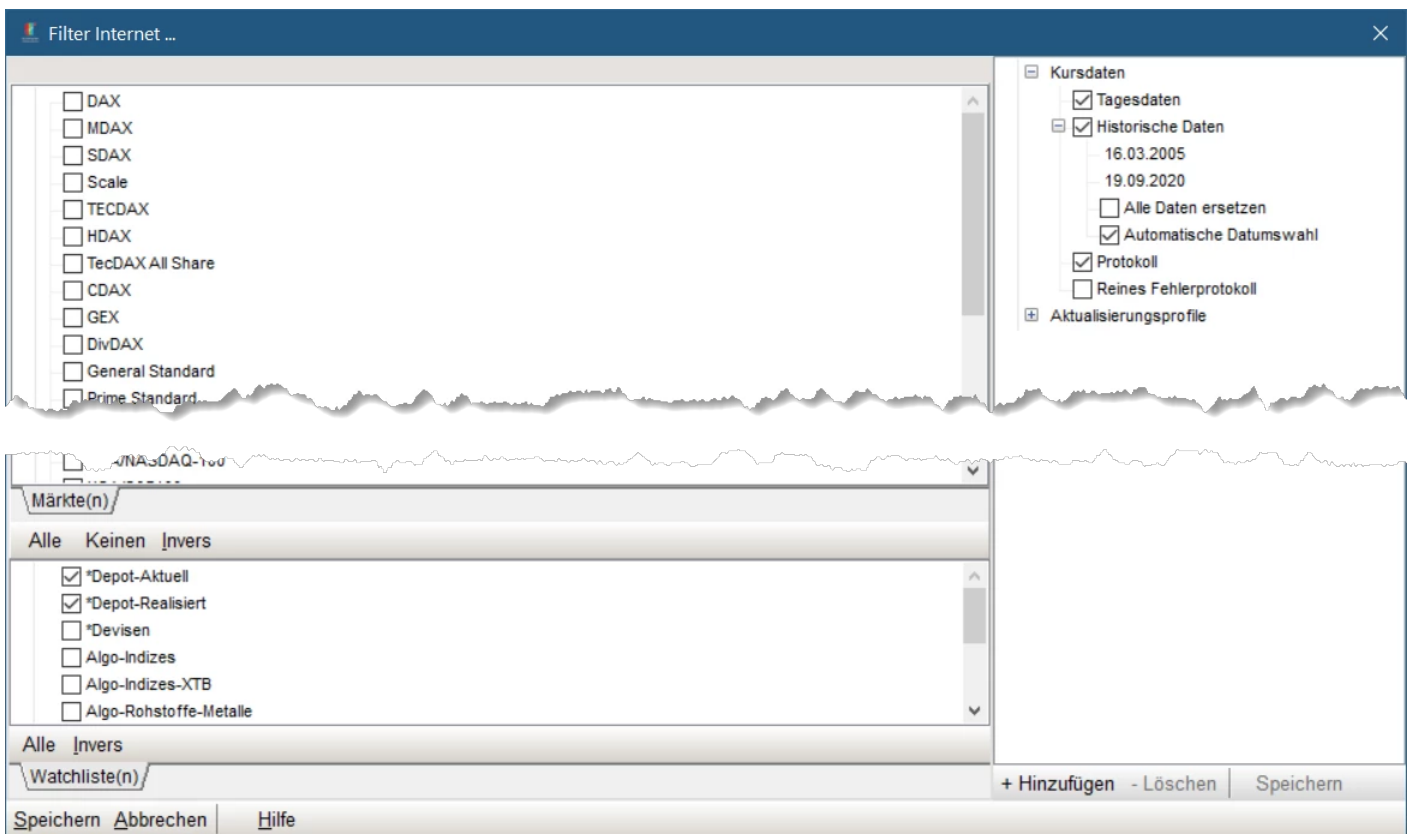 Filter Internet ...
DAX
MDAX
SDAX
Scale
TECDAX
HDAX
TecDAX All Share
CDAX
GEX
DivDAX
General Standard
Prime Standard
/NASDAQ-100
Märkte(n)
Alle Keinen Invers
*Depot-Aktuell
*Depot-Realisiert
*Devisen
Algo-Indizes
Algo-Indizes-XTB
Algo-Rohstoffe-Metalle
Alle Invers
Watchliste(n)
Speichern Abbrechen Hilfe
Kursdaten
Tagesdaten
Historische Daten
16.03.2005
19.09.2020
Alle Daten ersetzen
Automatische Datumswahl
Protokoll
Reines Fehlerprotokoll
Aktualisierungsprofile
+ Hinzufügen - Löschen Speichern